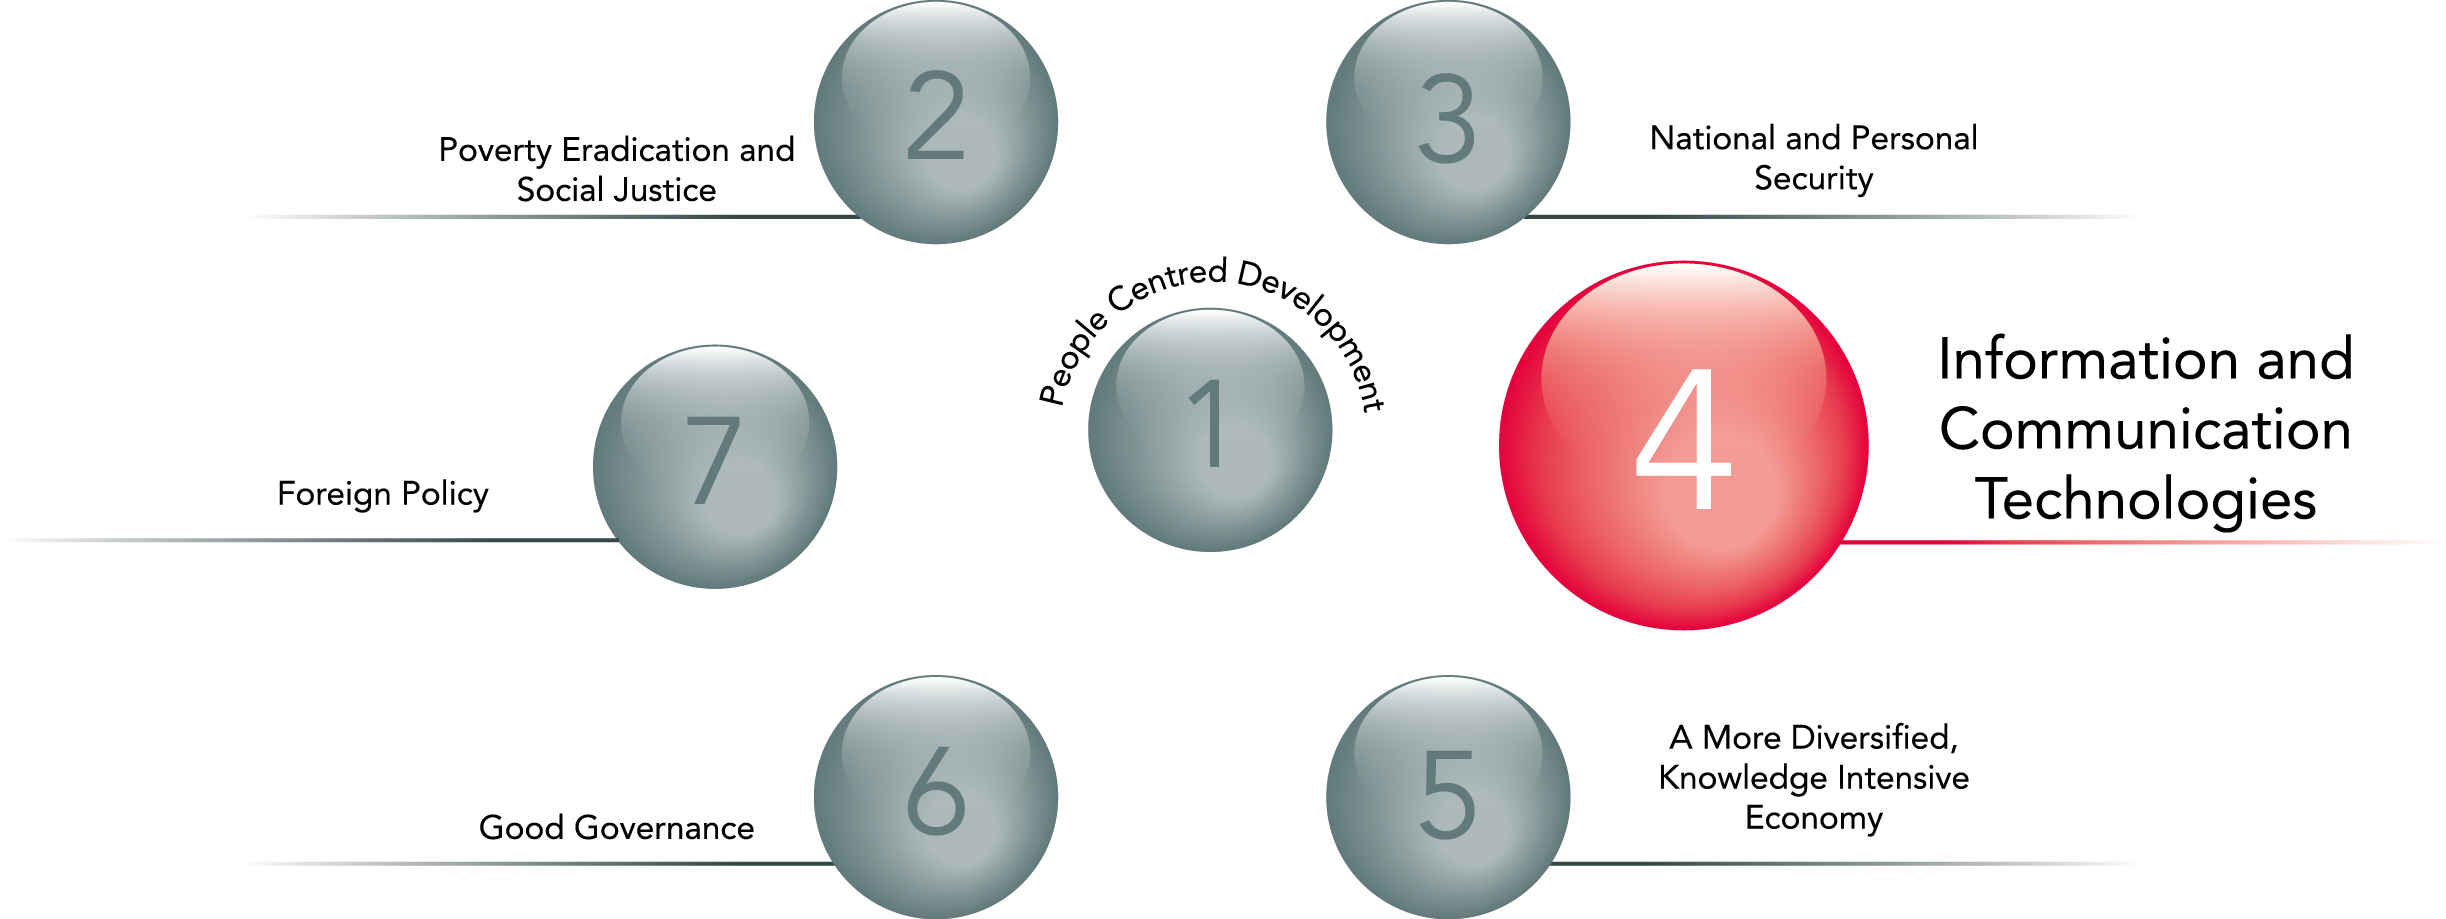 2
Poverty Eradication and
Social Justice
3
National and Personal
Security
People Centred Development
1
4
Information and
Communication
Technologies
7
Foreign Policy
6
Good Governance
5
A More Diversified,
Knowledge Intensive
Economy